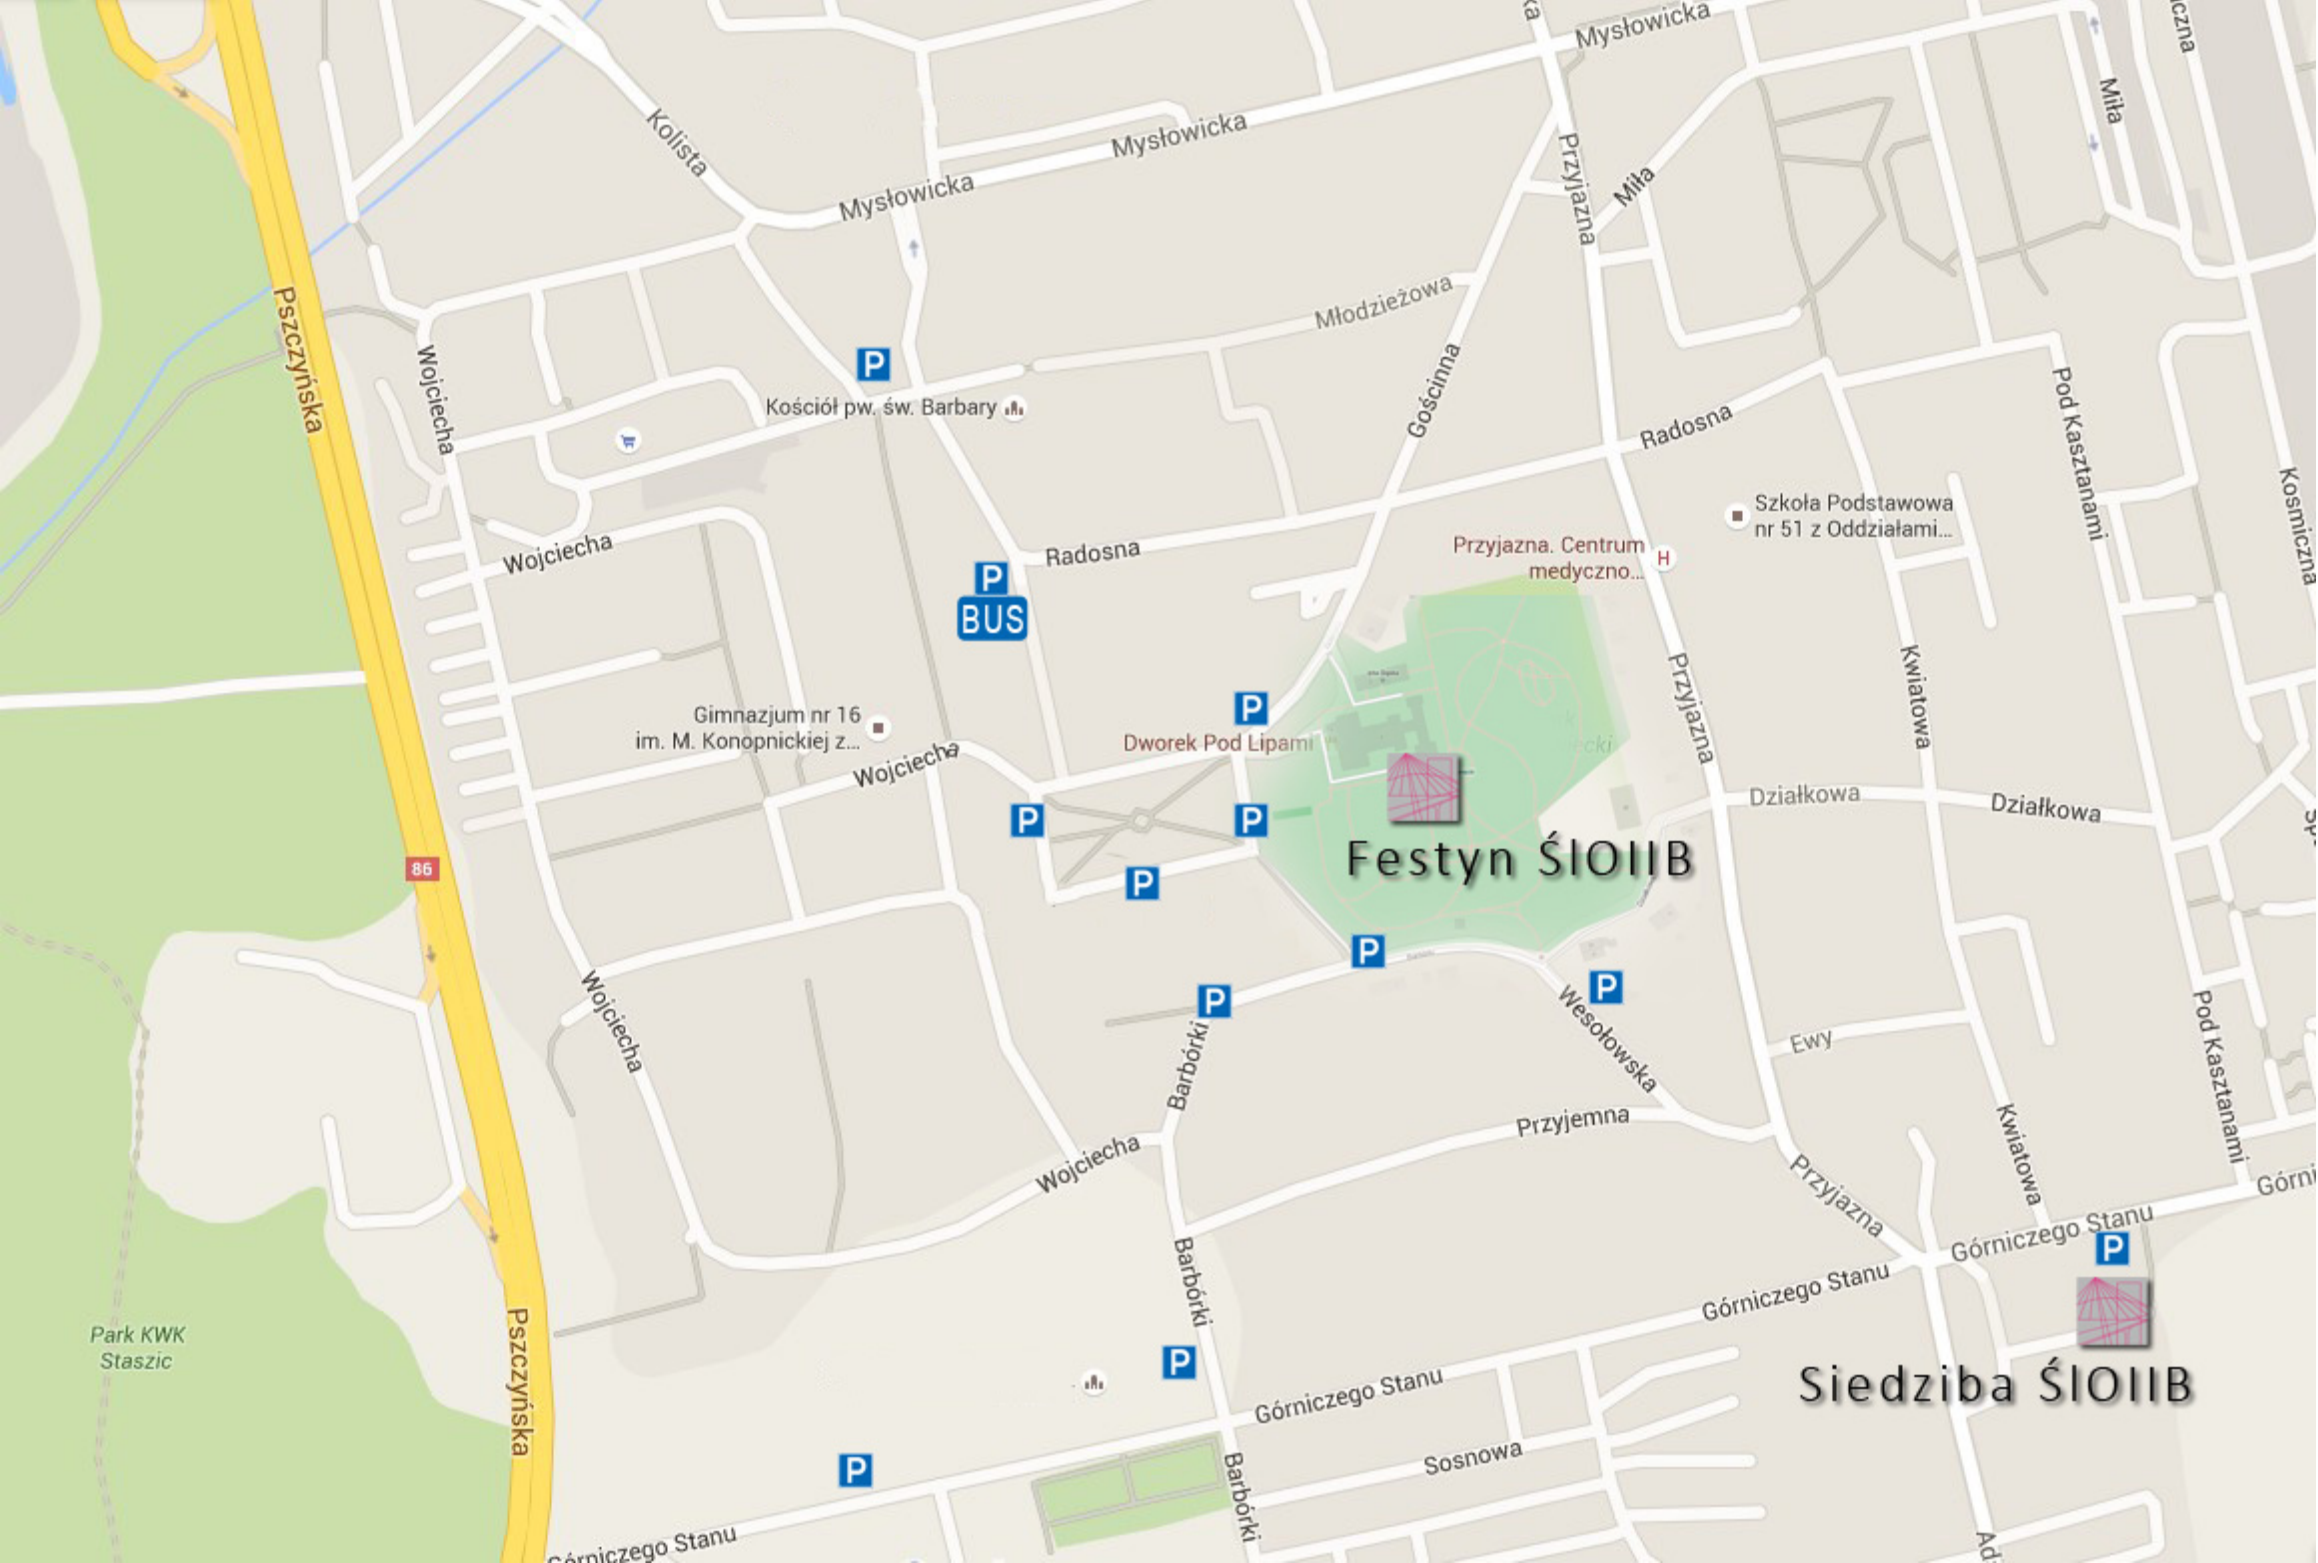 Mysłowicka
Miła
Kolista
Mysłowicka
Przyjazna
Miła
Mysłowicka
Pszczyńska
Młodzieżowa
Wojciecha
P
Gościnna
Kościół pw. św. Barbary
Radosna
Pod Kasztanami
Szkoła Podstawowa
nr 51 z Oddziałami...
Kosmiczna
Wojciecha
Radosna
Przyjazna. Centrum
medyczno...
H
P
BUS
Przyjazna
Kwiatowa
P
Gimnazjum nr 16
im. M. Konopnickiej z...
Dworek Pod Lipami
Wojciecha
Działkowa
Działkowa
P
P
Festyn ŚlOIIB
86
P
P
P
P
Wojciecha
Wesołowska
Ewy
Pod Kasztanami
Barbórki
Przyjemna
Kwiatowa
Wojciecha
Przyjazna
Górniczego Stanu
P
Barbórki
Górniczego Stanu
Park KWK
Staszic
Pszczyńska
P
Siedziba ŚlOIIB
Górniczego Stanu
Sosnowa
P
Barbórki
Górniczego Stanu